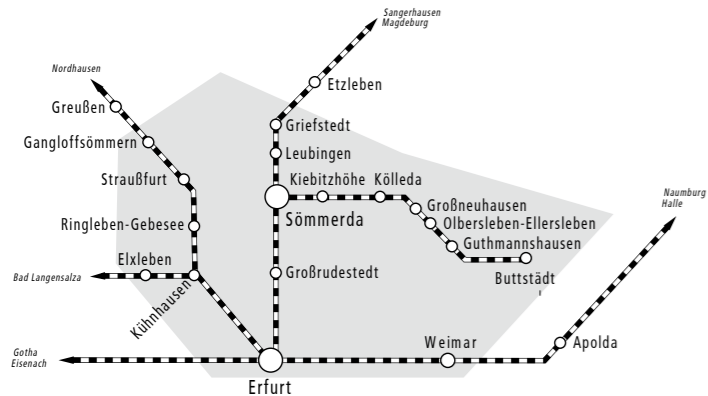 Sangerhausen
Magdeburg
Nordhausen
Etzleben
Greußen
Griefstedt
Gangloffsömmern
Leubingen
Straußfurt
Kiebitzhöhe
Kölleda
Naumburg
Halle
Großneuhausen
Sömmerda
Olbersleben-Ellersleben
Ringleben-Gebesee
Guthmannshausen
Elxleben
Bad Langensalza
Großrudestedt
Buttstädt
Kühnhausen
Gotha
Eisenach
Weimar
Apolda
Erfurt